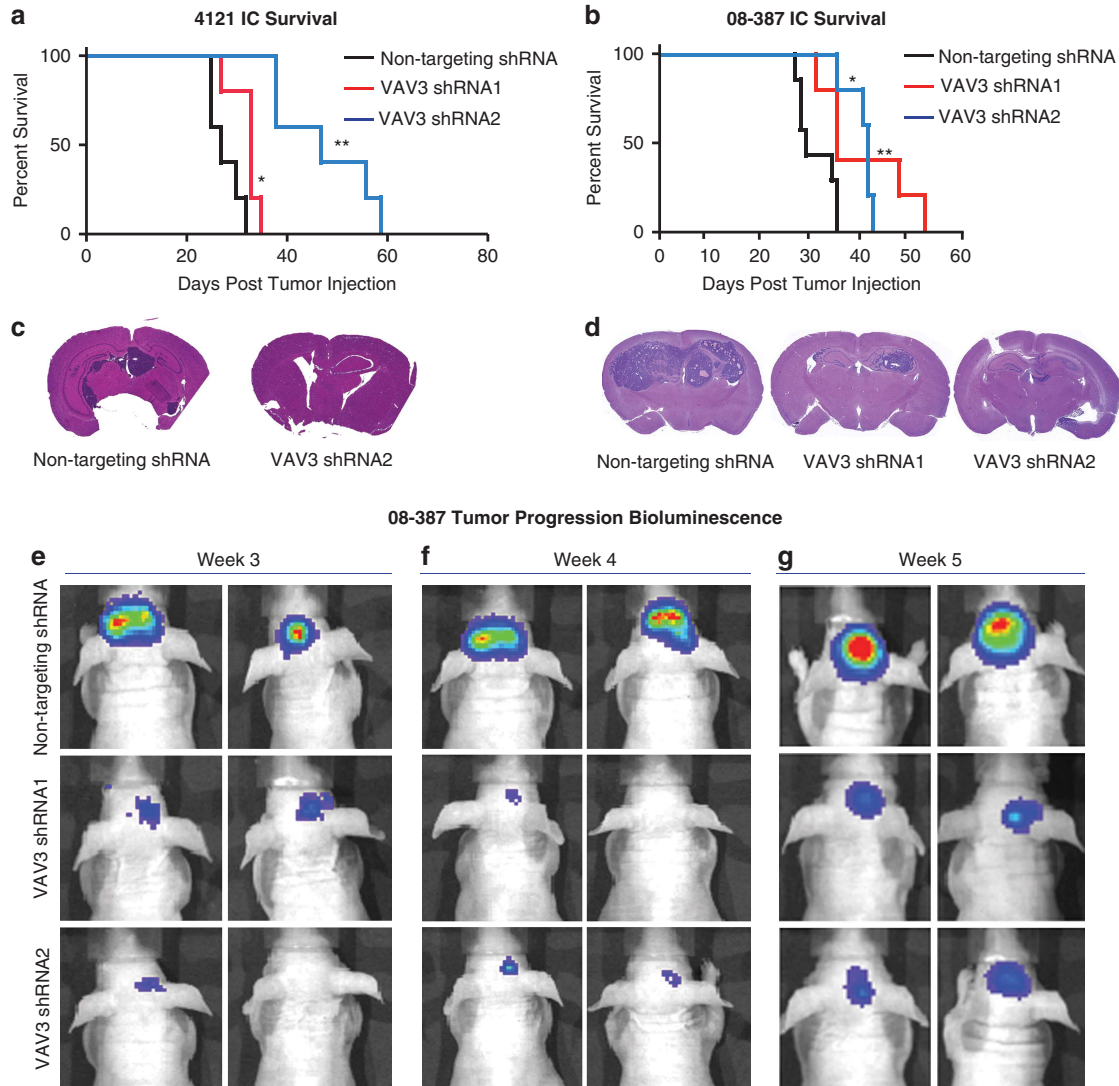 a
4121 IC Survival
Percent Survival
100
50
0
0 20 40 60 80
Days Post Tumor Injection
Non-targeting shRNA
VAV3 shRNA1
VAV3 shRNA2
*
**
b
08-387 IC Survival
Percent Survival
100
50
0
0 10 20 30 40 50 60
Days Post Tumor Injection
Non-targeting shRNA
VAV3 shRNA1
VAV3 shRNA2
*
**
c
Non-targeting shRNA
VAV3 shRNA2
d
Non-targeting shRNA
VAV3 shRNA1
VAV3 shRNA2
08-387 Tumor Progression Bioluminescence
e
Week 3
f
Week 4
g
Week 5
Non-targeting shRNA
VAV3 shRNA1
VAV3 shRNA2